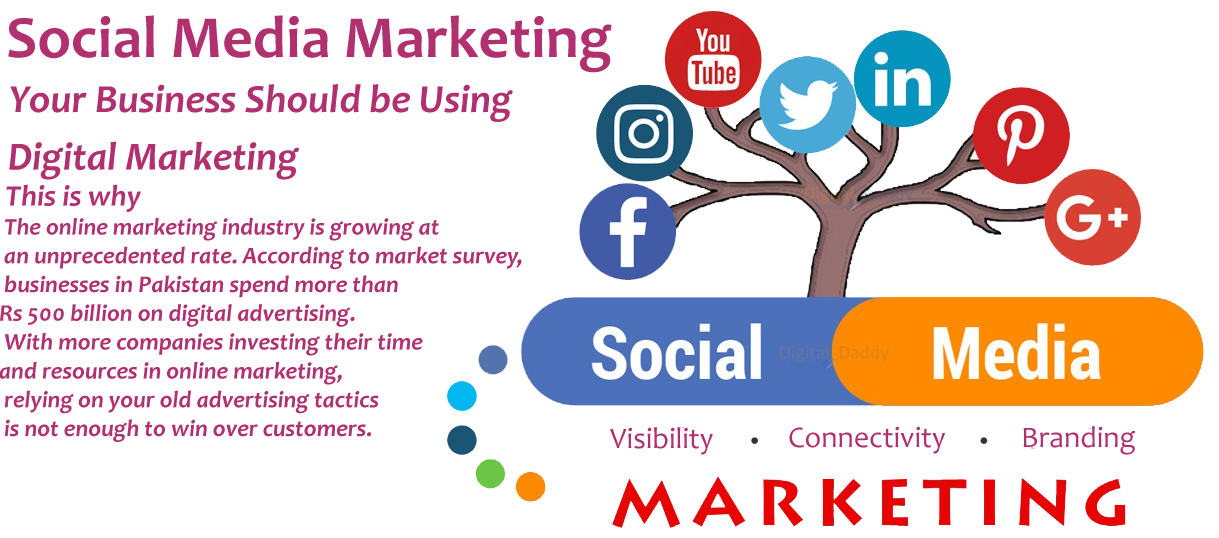 Social Media Marketing
Your Business Should be Using
Digital Marketing
This is why
The online marketing industry is growing at
an unprecedented rate. According to market survey,
businesses in Pakistan spend more than
Rs 500 billion on digital advertising.
With more companies investing their time
and resources in online marketing,
relying on your old advertising tactics
is not enough to win over customers.
You
Tube
in
G+
Social Media
Digital Daddy
Visibility • Connectivity • Branding
MARKETING